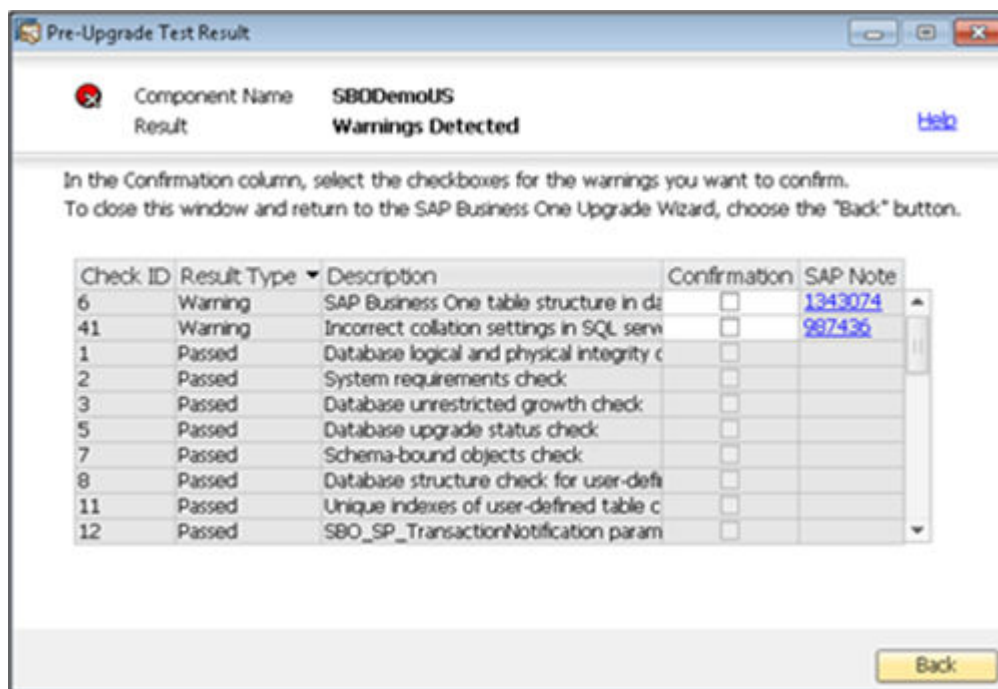 Pre-Upgrade Test Result
Component Name SBODemoUS
Result Warnings Detected
Help
In the Confirmation column, select the checkboxes for the warnings you want to confirm.
To close this window and return to the SAP Business One Upgrade Wizard, choose the "Back" button.
Check ID Result Type Description Confirmation SAP Note
6 Warning SAP Business One table structure in da 1343074
41 Warning Incorrect collation settings in SQL serv 987436
1 Passed Database logical and physical integrity c
2 Passed System requirements check
3 Passed Database unrestricted growth check
5 Passed Database upgrade status check
7 Passed Schema-bound objects check
8 Passed Database structure check for user-defi
11 Passed Unique indexes of user-defined table c
12 Passed SBO_SP_TransactionNotification param
Back